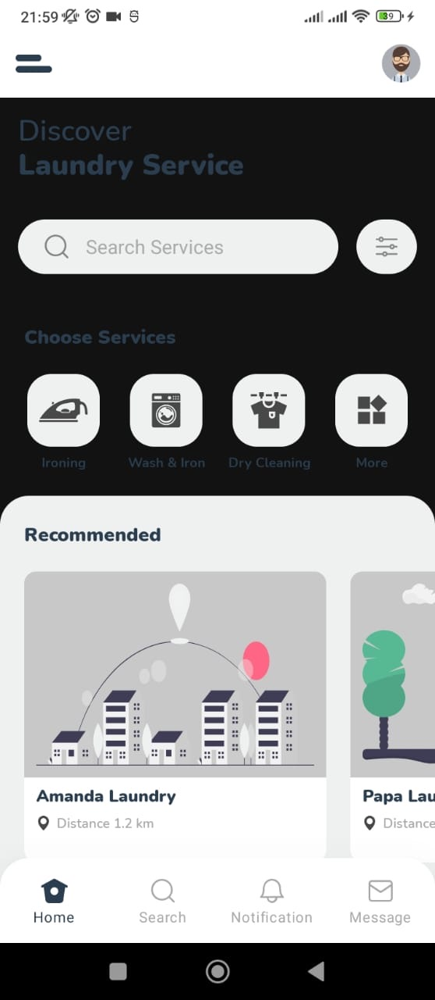 21:59
39
Discover
Laundry Service
Search Services
Choose Services
Ironing
Wash & Iron
Dry Cleaning
More
Recommended
Amanda Laundry
Papa Lau
Distance 1.2 km
Distance
Home
Search
Notification
Message